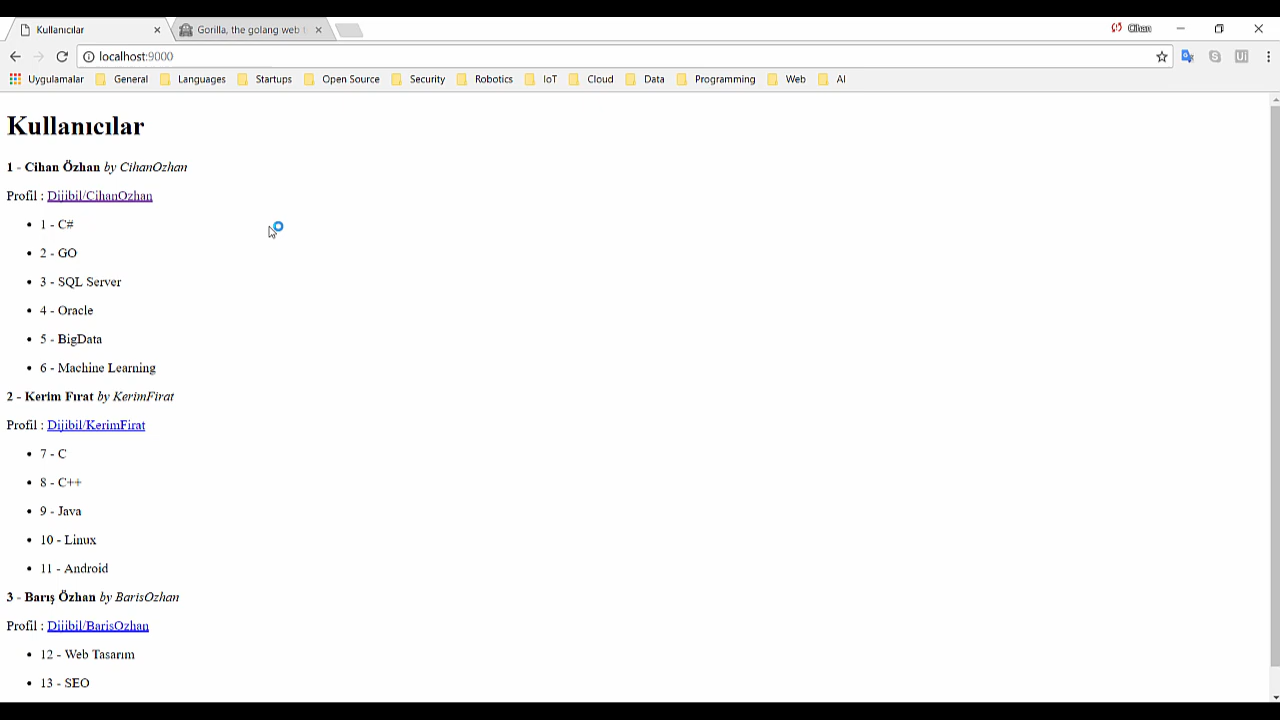 Kullanıcılar
Gorilla, the golang web t
Cihan
localhost:9000
Uygulamalar General Languages Startups Open Source Security Robotics IoT Cloud Data Programming Web AI
Kullanıcılar
1 - Cihan Özhan by CihanOzhan
Profil : Dijibil/CihanOzhan
1 - C#
2 - GO
3 - SQL Server
4 - Oracle
5 - BigData
6 - Machine Learning
2 - Kerim Fırat by KerimFirat
Profil : Dijibil/KerimFirat
7 - C
8 - C++
9 - Java
10 - Linux
11 - Android
3 - Barış Özhan by BarisOzhan
Profil : Dijibil/BarisOzhan
12 - Web Tasarım
13 - SEO